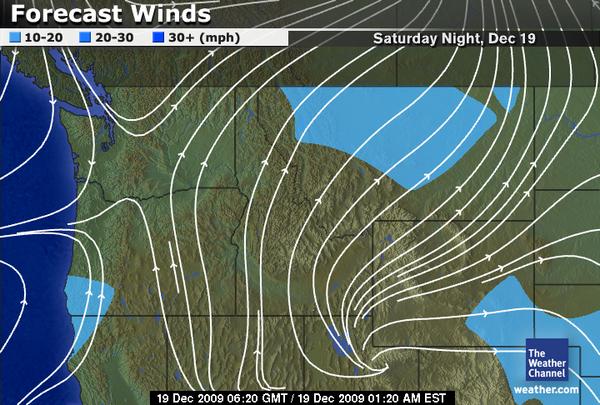 Forecast Winds
10-20 20-30 30+ (mph)
Saturday Night, Dec 19
The
Weather
Channel
weather.com
19 Dec 2009 06:20 GMT / 19 Dec 2009 01:20 AM EST